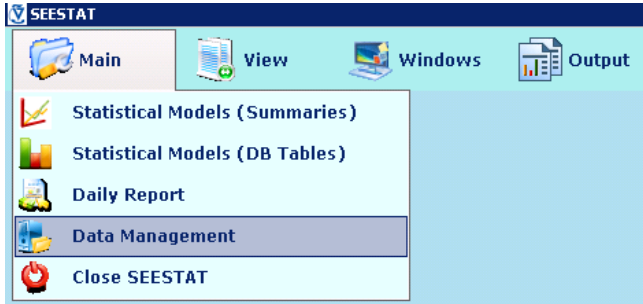 SEESTAT
Main View Windows Output
Statistical Models (Summaries)
Statistical Models (DB Tables)
Daily Report
Data Management
Close SEESTAT